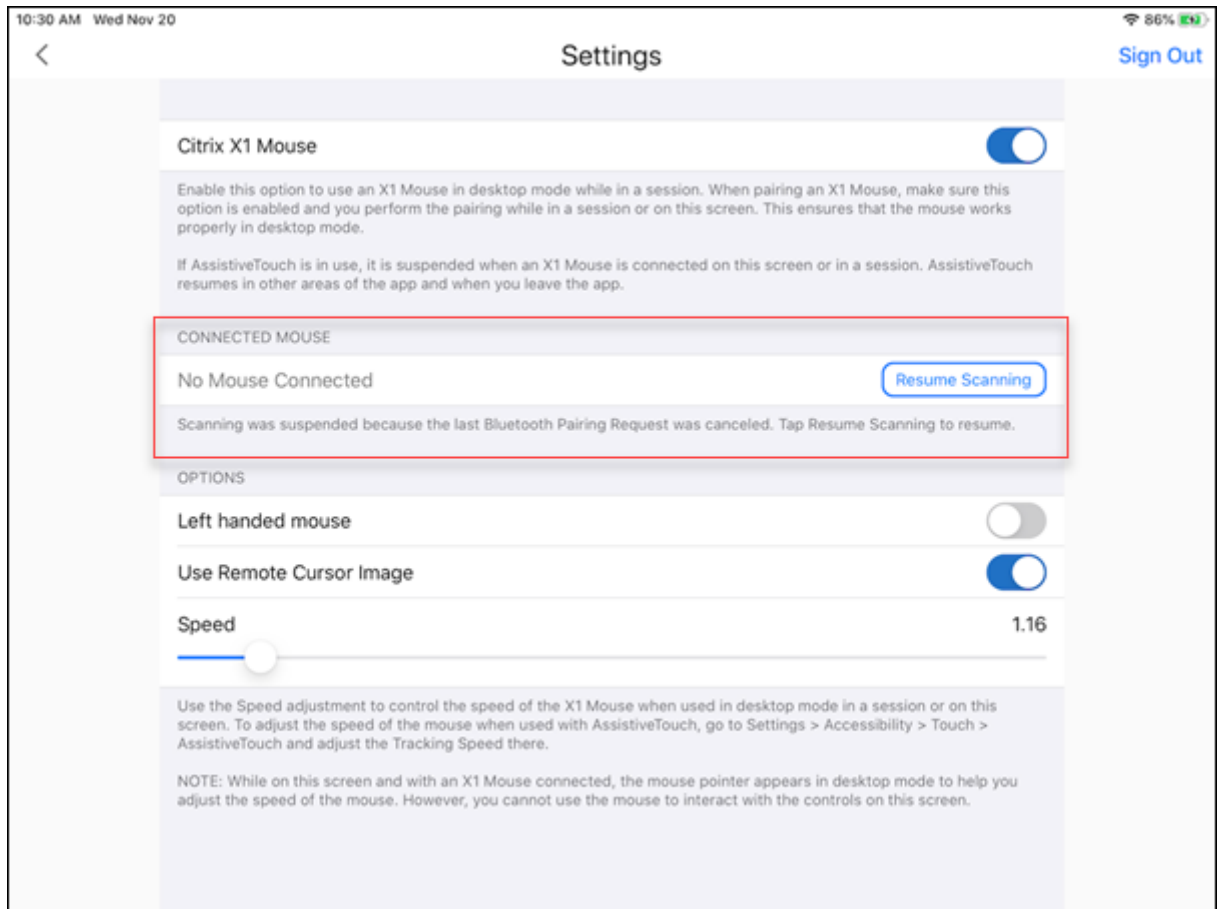 10:30 AM Wed Nov 20
86%
Settings
Sign Out
Citrix X1 Mouse
Enable this option to use an X1 Mouse in desktop mode while in a session. When pairing an X1 Mouse, make sure this
option is enabled and you perform the pairing while in a session or on this screen. This ensures that the mouse works
properly in desktop mode.
If AssistiveTouch is in use, it is suspended when an X1 Mouse is connected on this screen or in a session. AssistiveTouch
resumes in other areas of the app and when you leave the app.
CONNECTED MOUSE
No Mouse Connected
Resume Scanning
Scanning was suspended because the last Bluetooth Pairing Request was canceled. Tap Resume Scanning to resume.
OPTIONS
Left handed mouse
Use Remote Cursor Image
Speed
1.16
Use the Speed adjustment to control the speed of the X1 Mouse when used in desktop mode in a session or on this
screen. To adjust the speed of the mouse when used with AssistiveTouch, go to Settings > Accessibility > Touch >
AssistiveTouch and adjust the Tracking Speed there.
NOTE: While on this screen and with an X1 Mouse connected, the mouse pointer appears in desktop mode to help you
adjust the speed of the mouse. However, you cannot use the mouse to interact with the controls on this screen.